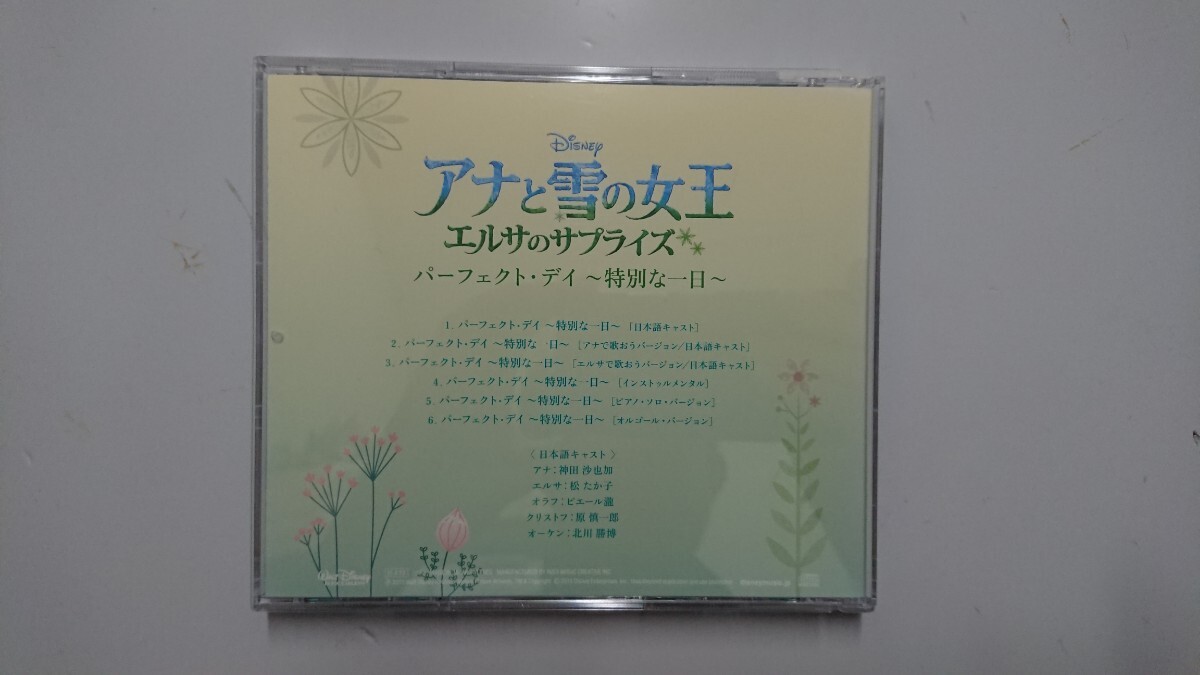 Disney
アナと雪の女王
エルサのサプライズ
パーフェクト・デイ ～特別な一日～
1. パーフェクト・デイ ～特別な一日～ [日本語キャスト]
2. パーフェクト・デイ ～特別な一日～ [アナで歌おうバージョン/日本語キャスト]
3. パーフェクト・デイ ～特別な一日～ [エルサで歌おうバージョン/日本語キャスト]
4. パーフェクト・デイ ～特別な一日～ [インストゥルメンタル]
5. パーフェクト・デイ ～特別な一日～ [ピアノ・ソロ・バージョン]
6. パーフェクト・デイ ～特別な一日～ [オルゴール・バージョン]
〈 日本語キャスト 〉
アナ：神田 沙也加
エルサ：松 たか子
オラフ：ピエール瀧
クリストフ：原 慎一郎
オーケン：北川 勝博
WALT DISNEY